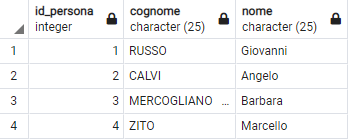 id_persona cognome nome
integer character (25) character (25)
1 1 RUSSO Giovanni
2 2 CALVI Angelo
3 3 MERCOGLIANO ... Barbara
4 4 ZITO Marcello